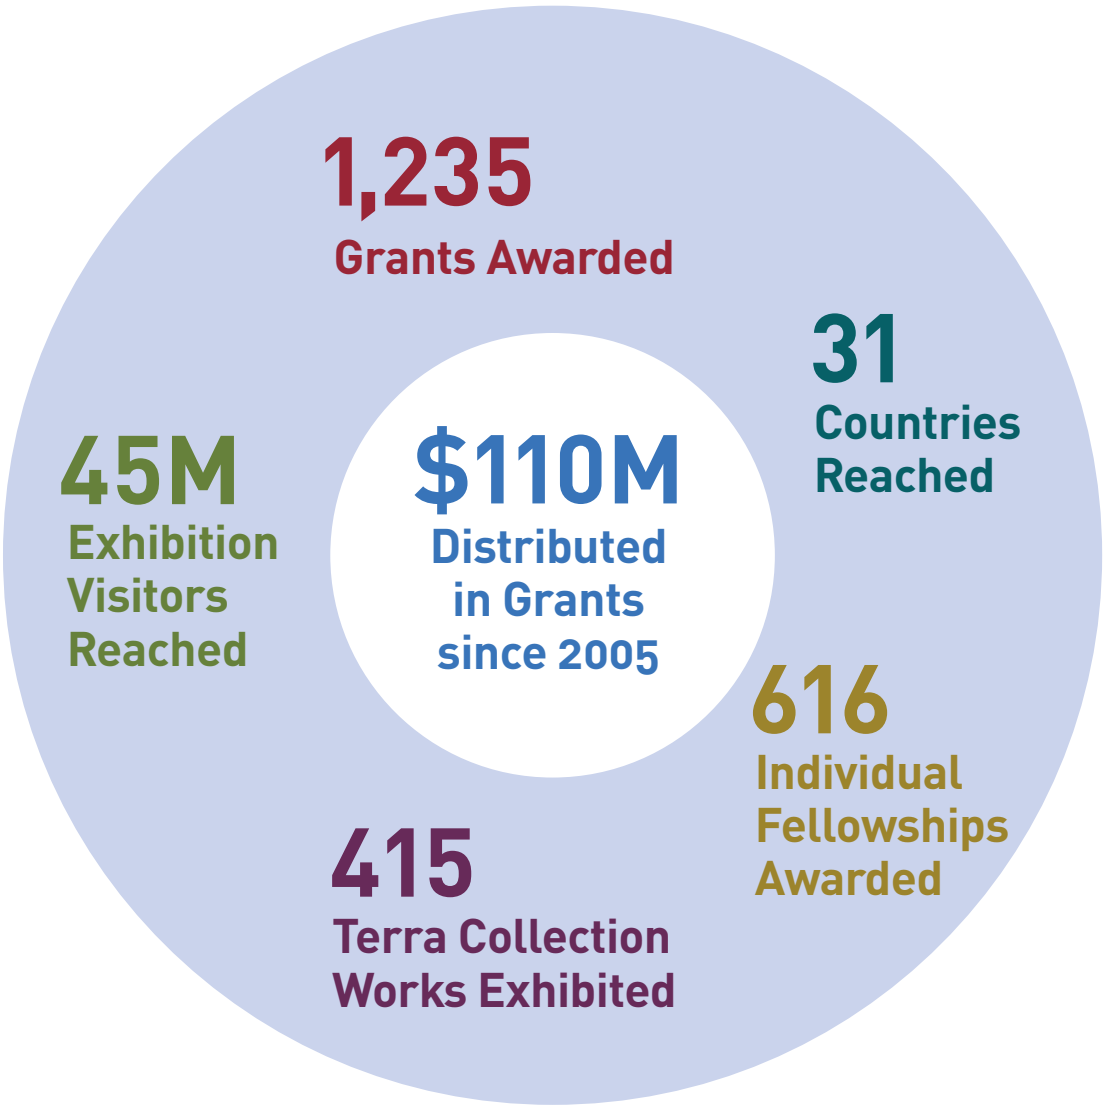 1,235
Grants Awarded
31
Countries
Reached
45M
Exhibition
Visitors
Reached
$110M
Distributed
in Grants
since 2005
616
Individual
Fellowships
Awarded
415
Terra Collection
Works Exhibited